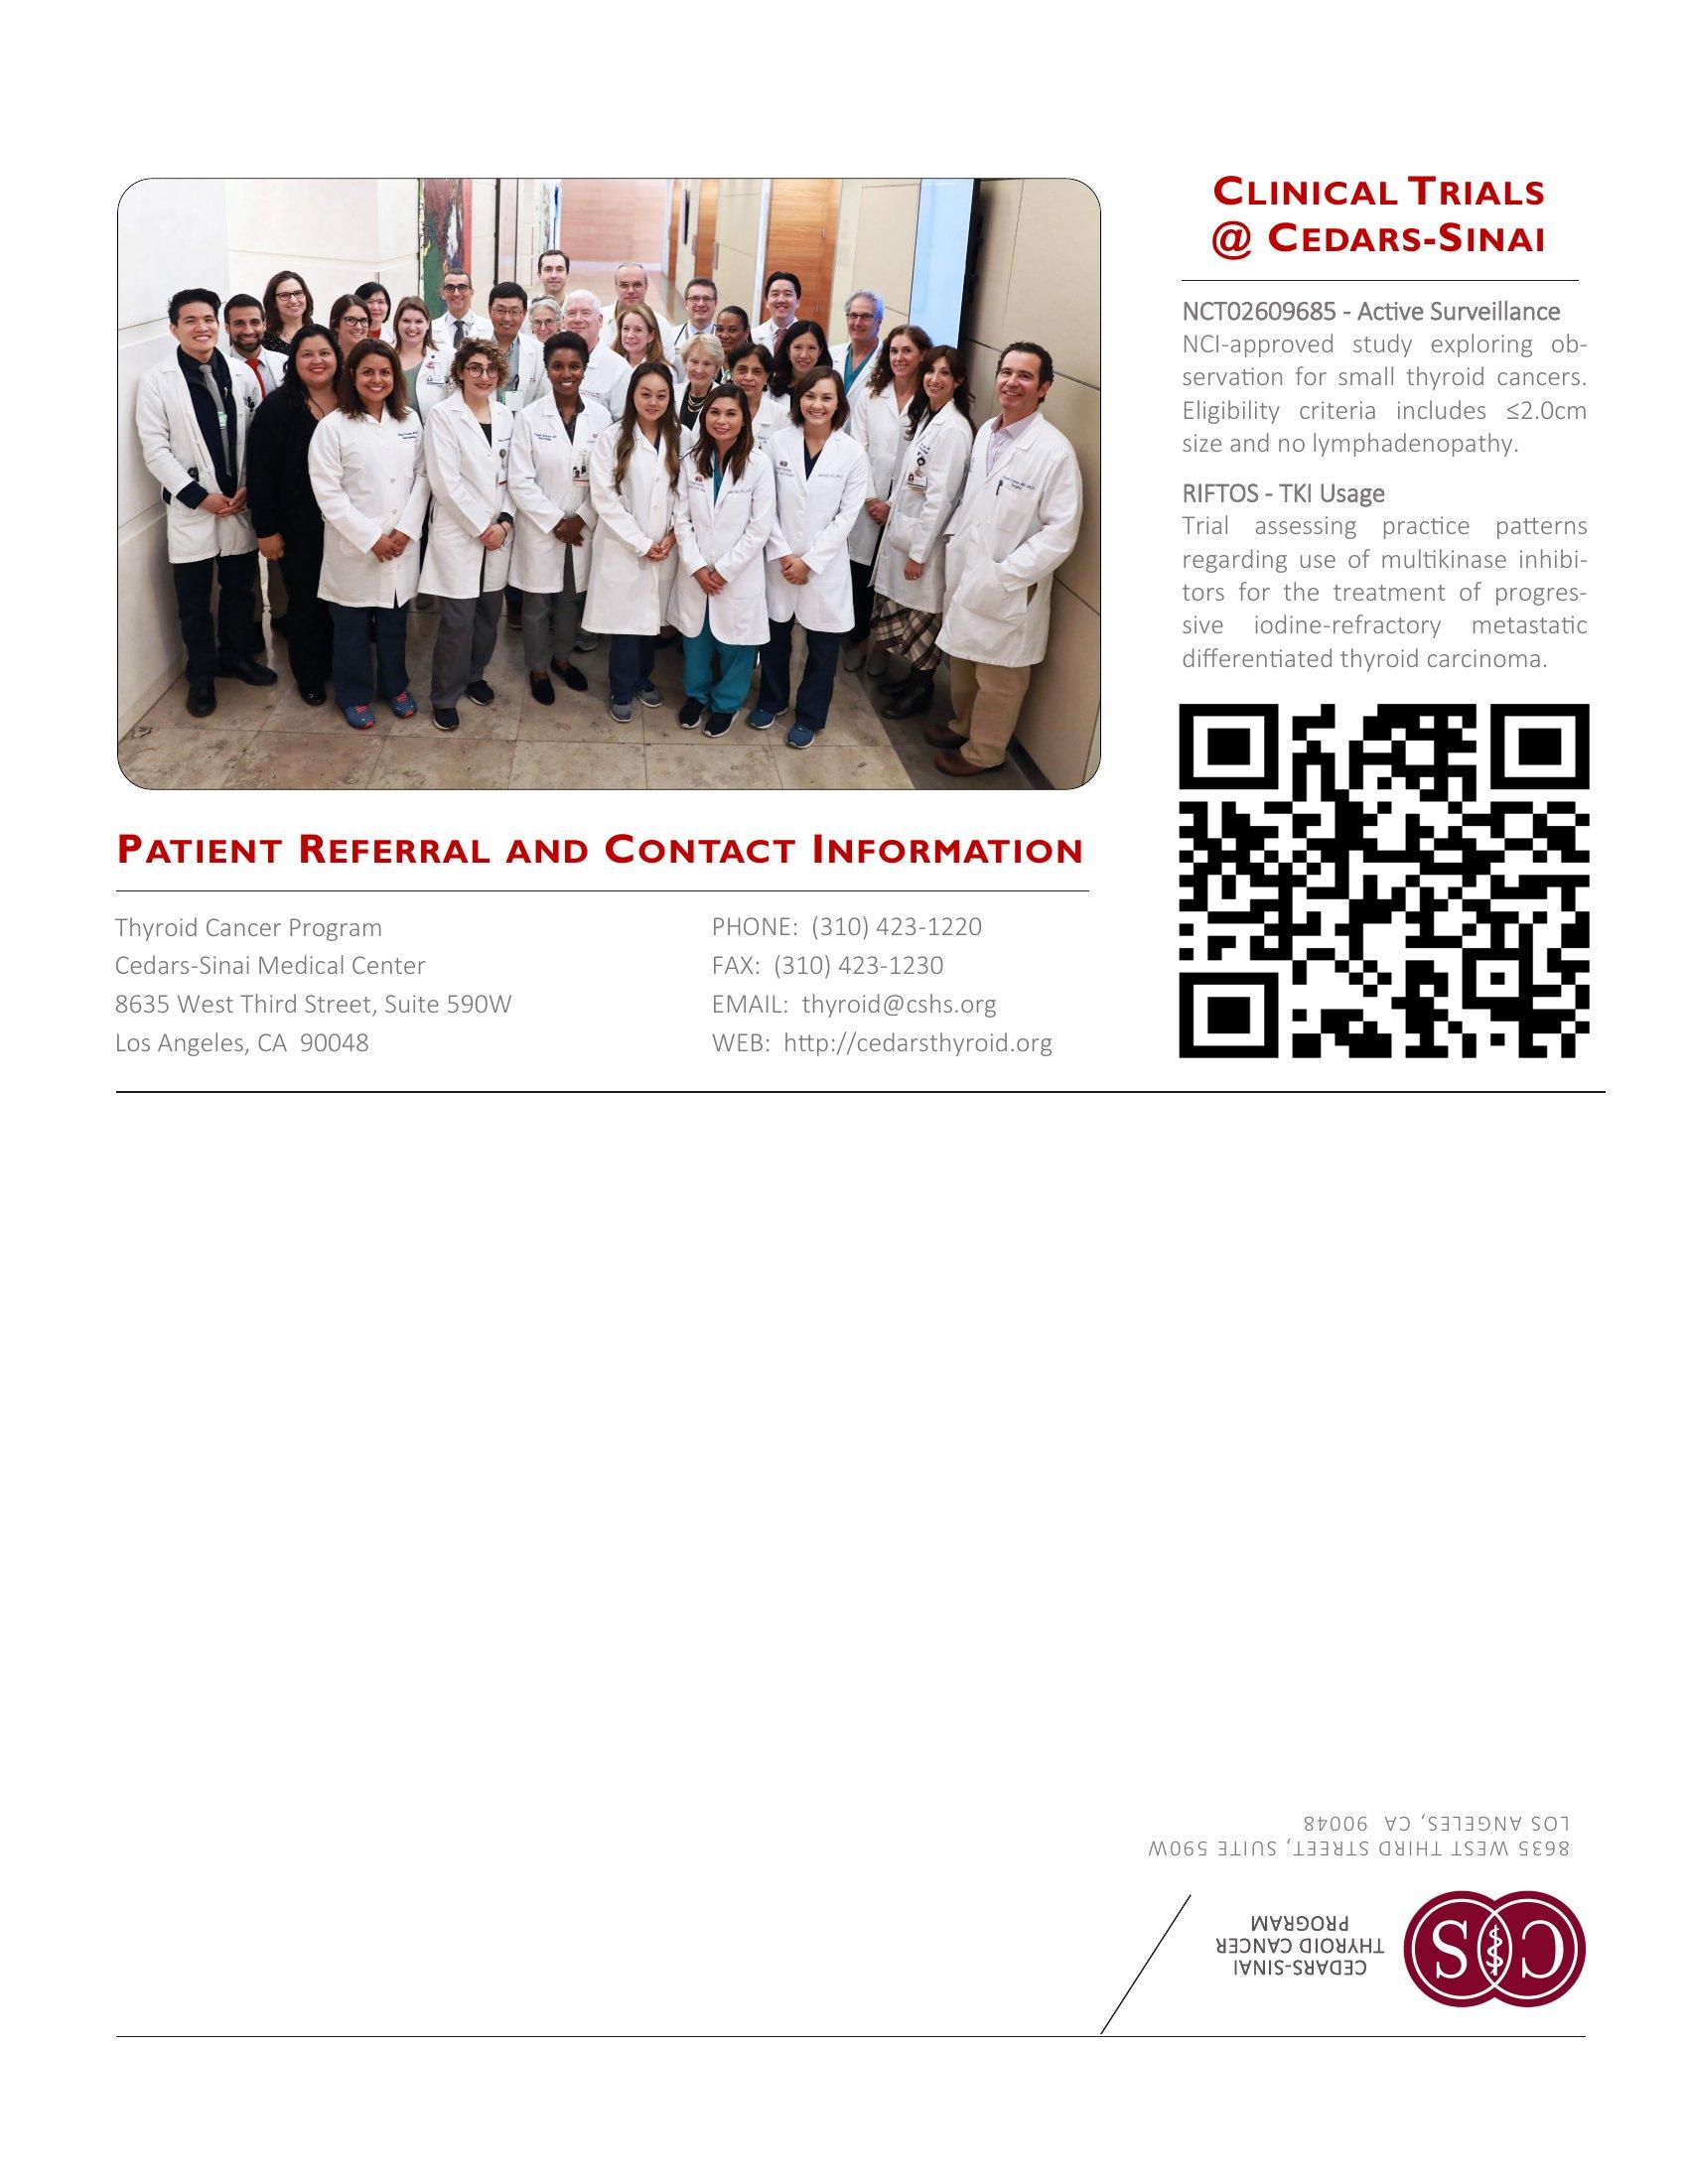 CLINICAL TRIALS
@ CEDARS-SINAI
NCT02609685 - Active Surveillance
NCI-approved study exploring ob-
servation for small thyroid cancers.
Eligibility criteria includes ≤2.0cm
size and no lymphadenopathy.
RIFTOS - TKI Usage
Trial assessing practice patterns
regarding use of multikinase inhibi-
tors for the treatment of progres-
sive iodine-refractory metastatic
differentiated thyroid carcinoma.
PATIENT REFERRAL AND CONTACT INFORMATION
Thyroid Cancer Program
Cedars-Sinai Medical Center
8635 West Third Street, Suite 590W
Los Angeles, CA 90048
PHONE: (310) 423-1220
FAX: (310) 423-1230
EMAIL: thyroid@cshs.org
WEB: http://cedarsthyroid.org
CS
CEDARS-SINAI
THYROID CANCER
PROGRAM
8635 WEST THIRD STREET, SUITE 590W
LOS ANGELES, CA 90048